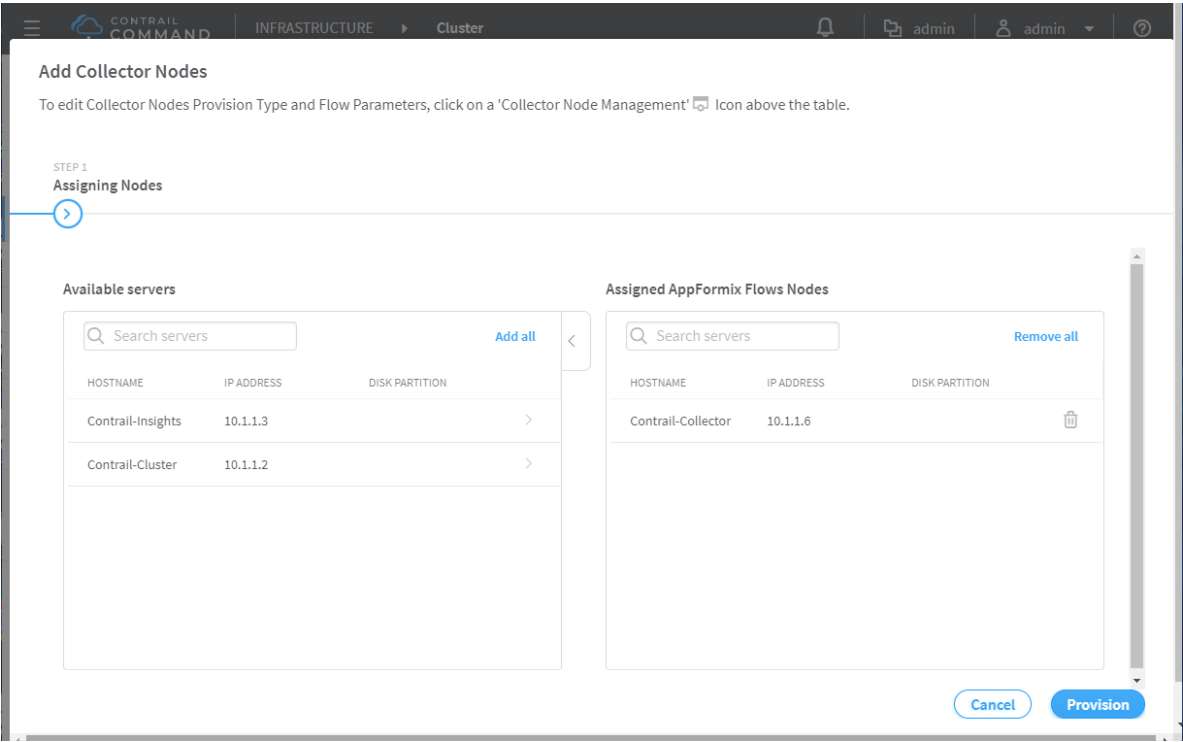 CONTRAIL
COMMAND
INFRASTRUCTURE
Cluster
admin
admin
Add Collector Nodes
To edit Collector Nodes Provision Type and Flow Parameters, click on a 'Collector Node Management' Icon above the table.
STEP 1
Assigning Nodes
Available servers
Search servers
Add all
HOSTNAME IP ADDRESS DISK PARTITION
Contrail-Insights 10.1.1.3
Contrail-Cluster 10.1.1.2
Assigned AppFormix Flows Nodes
Search servers
Remove all
HOSTNAME IP ADDRESS DISK PARTITION
Contrail-Collector 10.1.1.6
Cancel
Provision